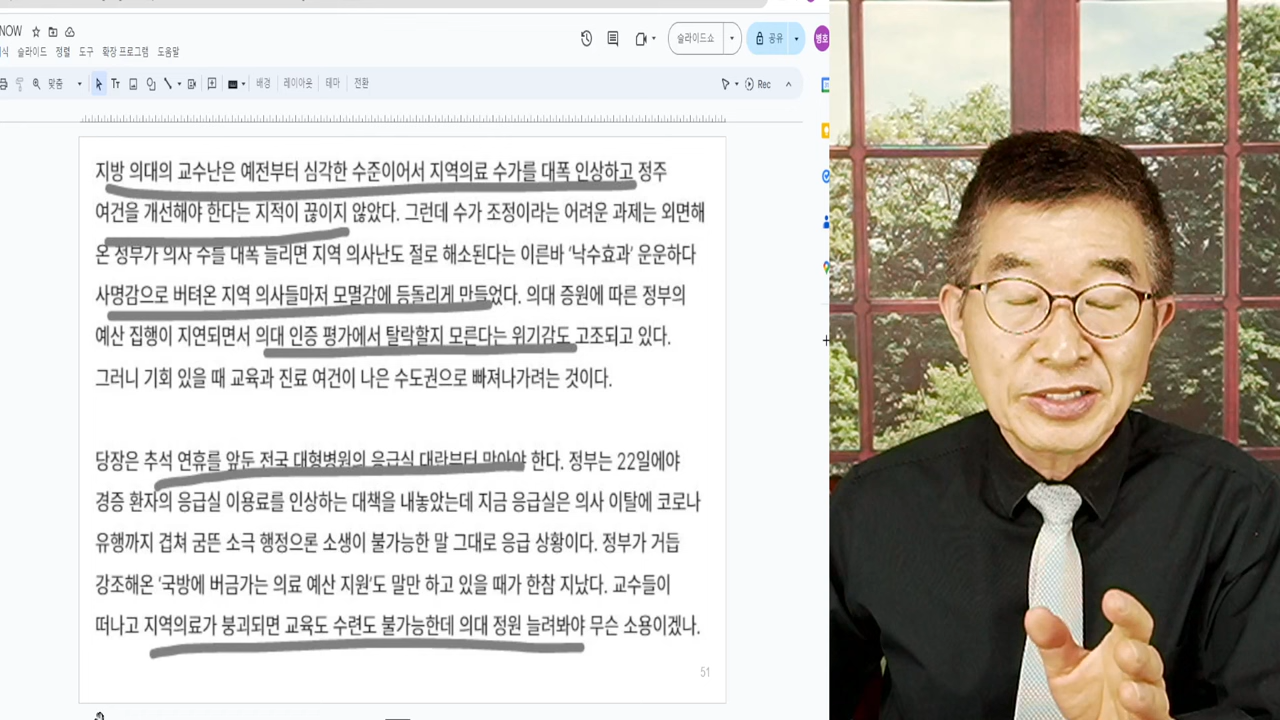 NOW
슬라이드 정렬 도구 확장 프로그램 도움말
슬라이드쇼
공유
병호
맞춤
Tт
배경 레이아웃 테마 전환
Rec
지방 의대의 교수난은 예전부터 심각한 수준이어서 지역의료 수가를 대폭 인상하고 정주
여건을 개선해야 한다는 지적이 끊이지 않았다. 그런데 수가 조정이라는 어려운 과제는 외면해
온 정부가 의사 수를 대폭 늘리면 지역 의사난도 절로 해소된다는 이른바 ‘낙수효과’ 운운하다
사명감으로 버텨온 지역 의사들마저 모멸감에 등돌리게 만들었다. 의대 증원에 따른 정부의
예산 집행이 지연되면서 의대 인증 평가에서 탈락할지 모른다는 위기감도 고조되고 있다.
그러니 기회 있을 때 교육과 진료 여건이 나은 수도권으로 빠져나가려는 것이다.
당장은 추석 연휴를 앞둔 전국 대형병원의 응급실 대란부터 막아야 한다. 정부는 22일에야
경증 환자의 응급실 이용료를 인상하는 대책을 내놓았는데 지금 응급실은 의사 이탈에 코로나
유행까지 겹쳐 굼뜬 소극 행정으론 소생이 불가능한 말 그대로 응급 상황이다. 정부가 거듭
강조해온 ‘국방에 버금가는 의료 예산 지원’도 말만 하고 있을 때가 한참 지났다. 교수들이
떠나고 지역의료가 붕괴되면 교육도 수련도 불가능한데 의대 정원 늘려봐야 무슨 소용이겠나.
51